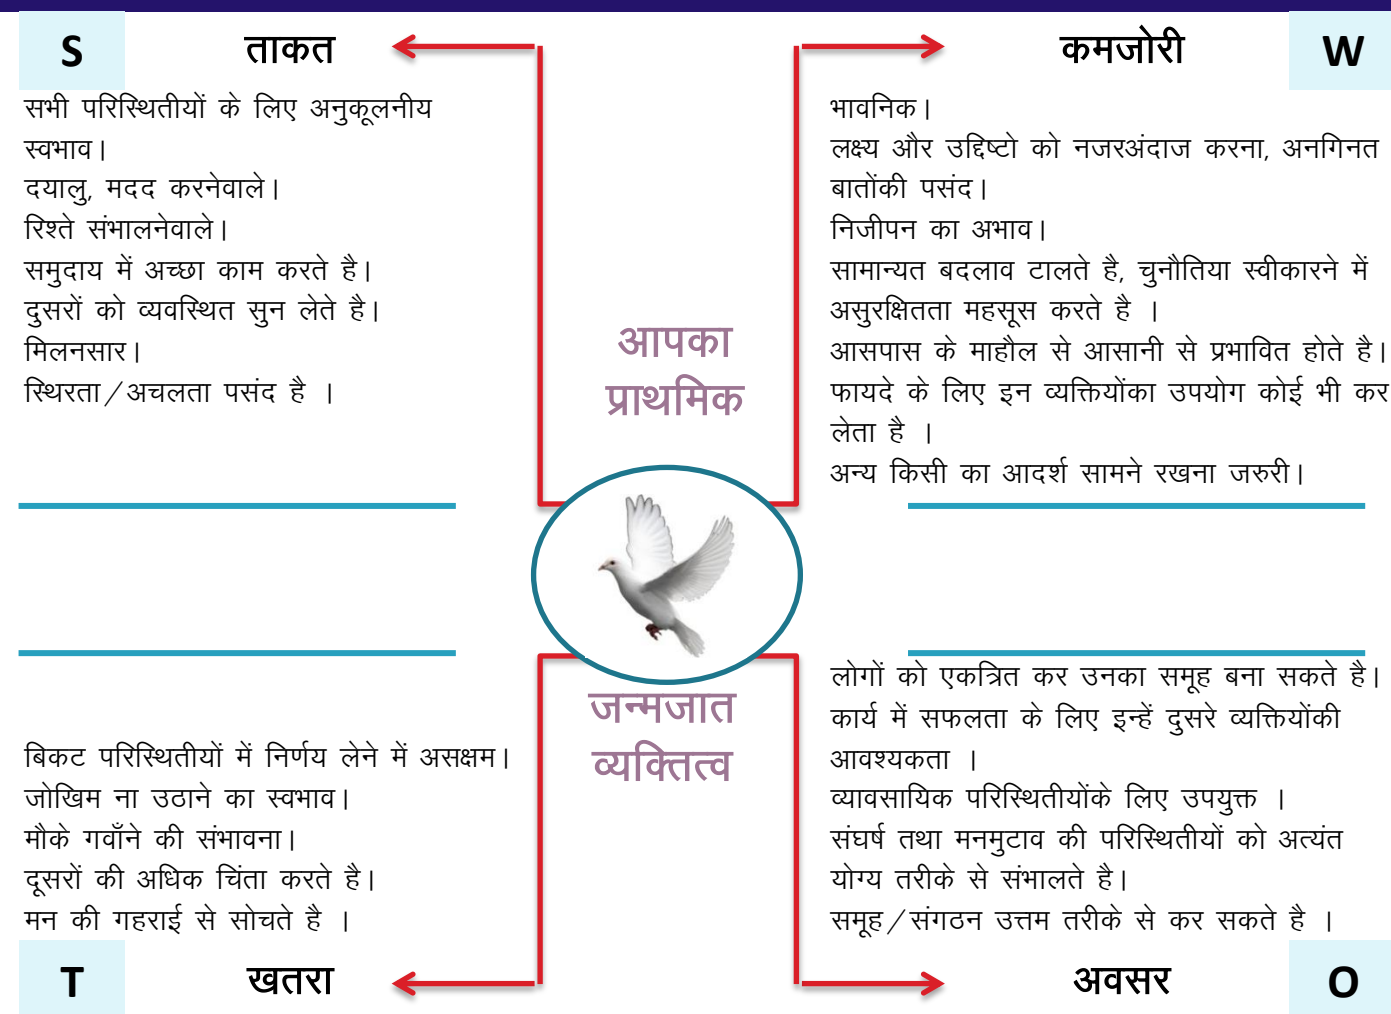 S
ताकत
सभी परिस्थितीयों के लिए अनुकूलनीय
स्वभाव।
दयालु, मदद करनेवाले।
रिश्ते संभालनेवाले।
समुदाय में अच्छा काम करते है।
दुसरों को व्यवस्थित सुन लेते है।
मिलनसार।
स्थिरता/अचलता पसंद है ।
कमजोरी
W
भावनिक।
लक्ष्य और उद्दिष्टो को नजरअंदाज करना, अनगिनत
बातोंकी पसंद।
निजीपन का अभाव।
सामान्यत बदलाव टालते है, चुनौतिया स्वीकारने में
असुरक्षितता महसूस करते है ।
आसपास के माहौल से आसानी से प्रभावित होते है।
फायदे के लिए इन व्यक्तियोंका उपयोग कोई भी कर
लेता है ।
अन्य किसी का आदर्श सामने रखना जरुरी।
आपका
प्राथमिक
जन्मजात
व्यक्तित्व
बिकट परिस्थितीयों में निर्णय लेने में असक्षम।
जोखिम ना उठाने का स्वभाव।
मौके गवाँने की संभावना।
दूसरों की अधिक चिंता करते है।
मन की गहराई से सोचते है ।
T
खतरा
लोगों को एकत्रित कर उनका समूह बना सकते है।
कार्य में सफलता के लिए इन्हें दुसरे व्यक्तियोंकी
आवश्यकता ।
व्यावसायिक परिस्थितीयोंके लिए उपयुक्त ।
संघर्ष तथा मनमुटाव की परिस्थितीयों को अत्यंत
योग्य तरीके से संभालते है।
समूह/संगठन उत्तम तरीके से कर सकते है ।
अवसर
O